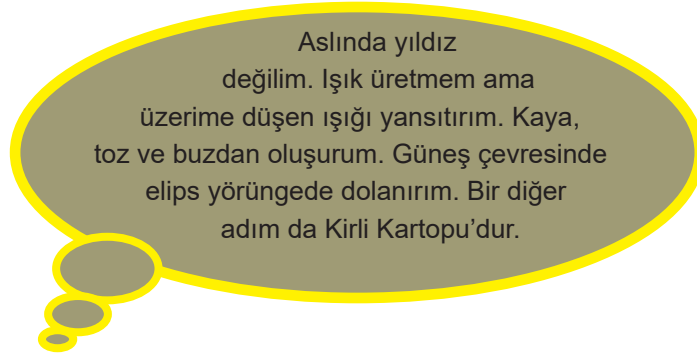 Aslında yıldız
değilim. Işık üretmem ama
üzerime düşen ışığı yansıtırım. Kaya,
toz ve buzdan oluşurum. Güneş çevresinde
elips yörüngede dolanırım. Bir diğer
adım da Kirli Kartopu’dur.